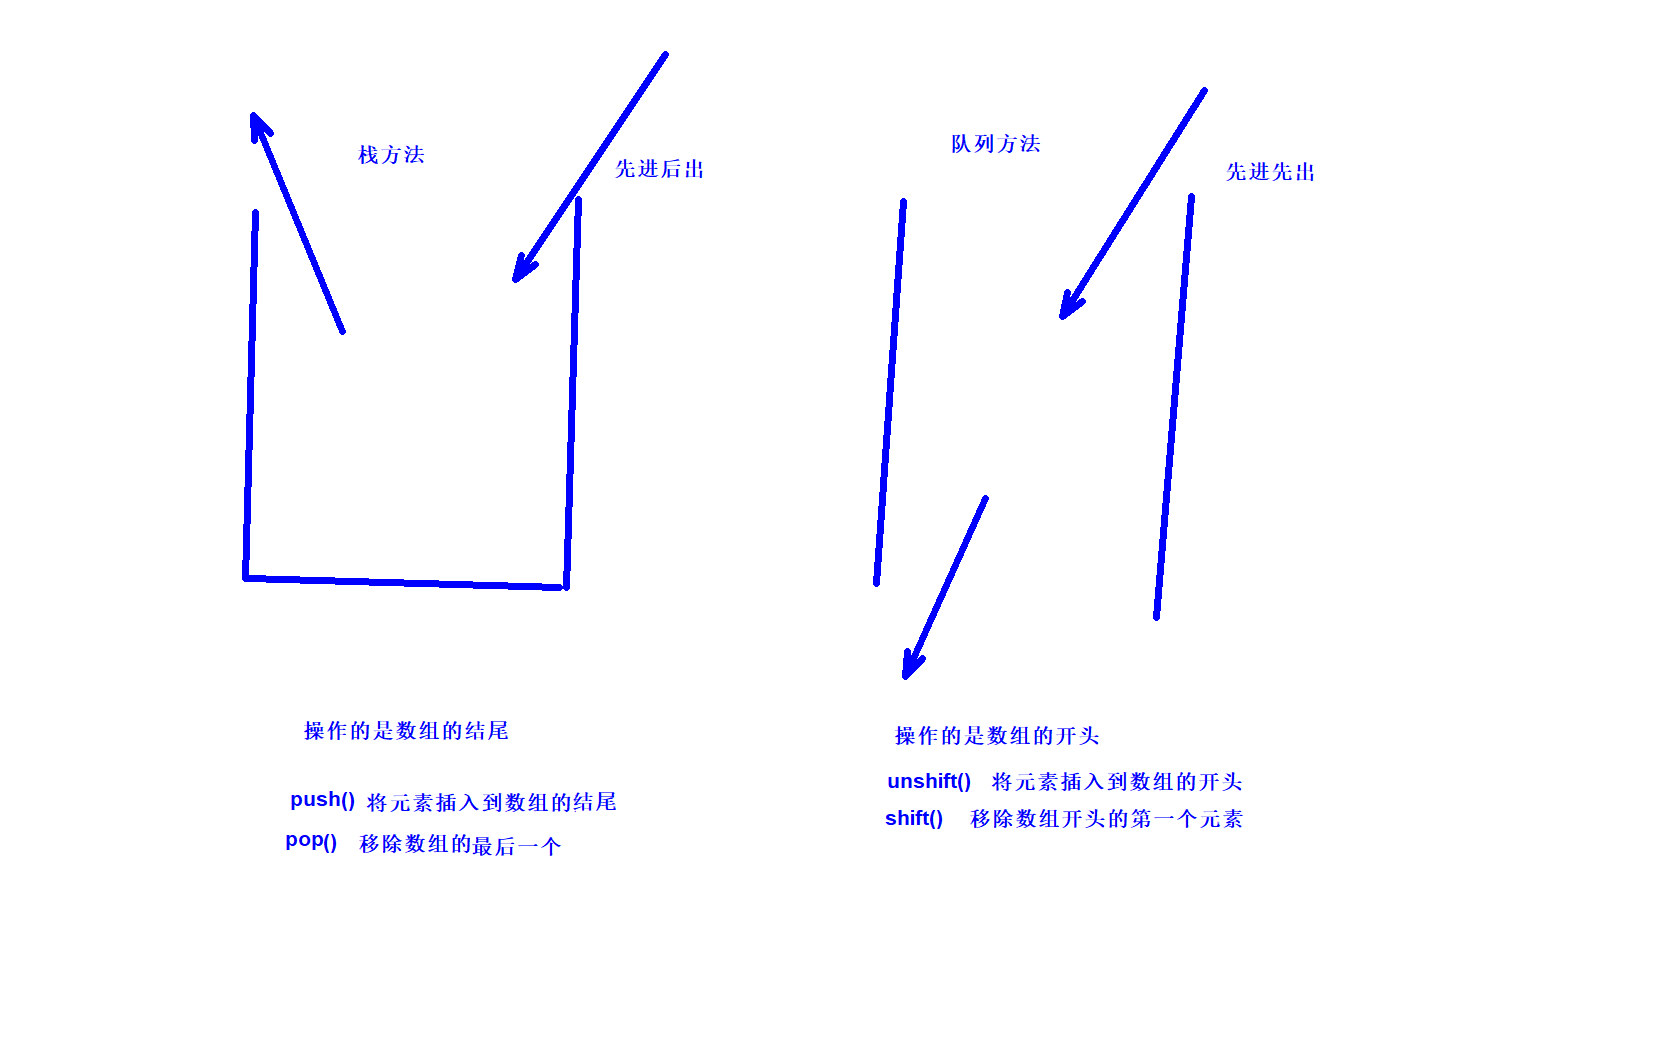 栈方法
先进后出
操作的是数组的结尾
push() 将元素插入到数组的结尾
pop() 移除数组的最后一个
队列方法
先进先出
操作的是数组的开头
unshift() 将元素插入到数组的开头
shift() 移除数组开头的第一个元素